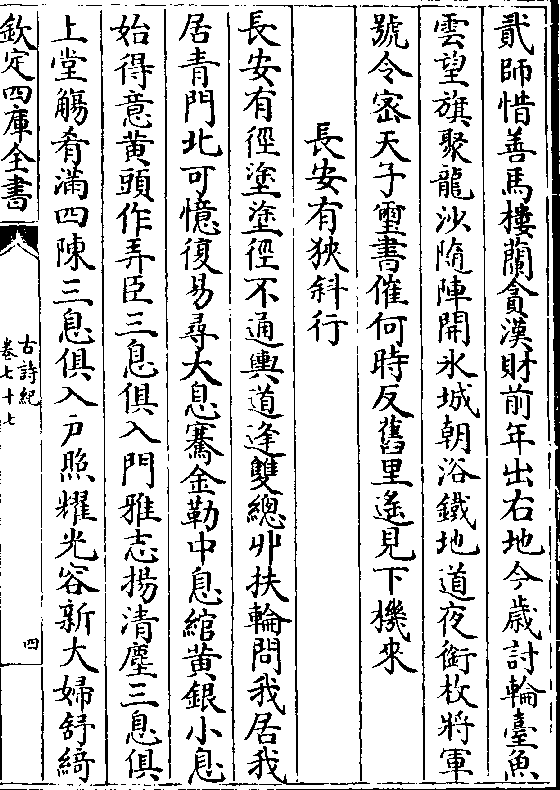 貳師惜善馬樓蘭貪漢財前年出右地今歳討輪臺魚
雲望旗聚龍沙隨陣開氷城朝浴鐵地道夜銜枚將軍
號令宻天子璽書催何時反舊里遙見下機來
長安有狹斜行
長安有徑塗塗徑不通輿道逢雙總丱扶輪問我居我
居青門北可憶復易尋大息騫金勒中息綰黃銀小息
始得意黃頭作弄臣三息俱入門雅志揚清塵三息俱
上堂觴肴滿四陳三息俱入戸照耀光容新大婦舒綺
欽定四庫全書
古詩紀
卷七十七
四